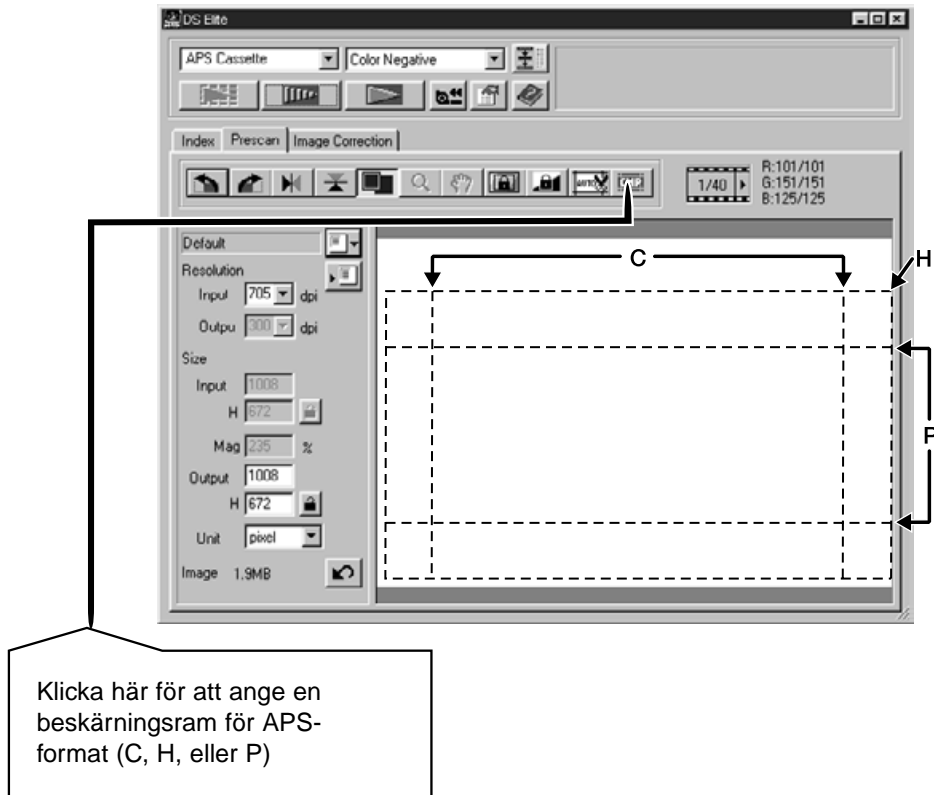 DS Elite
APS Cassette
Color Negative
Index
Prescan
Image Correction
1/40
R:101/101
G:151/151
B:125/125
Default
Resolution
Input 705 dpi
Outpu 300 dpi
Size
Input 1008
H 672
Mag 235 %
Output 1008
H 672
Unit pixel
Image 1.9MB
C
H
P
Klicka här för att ange en
beskärningsram för APS-
format (C, H, eller P)